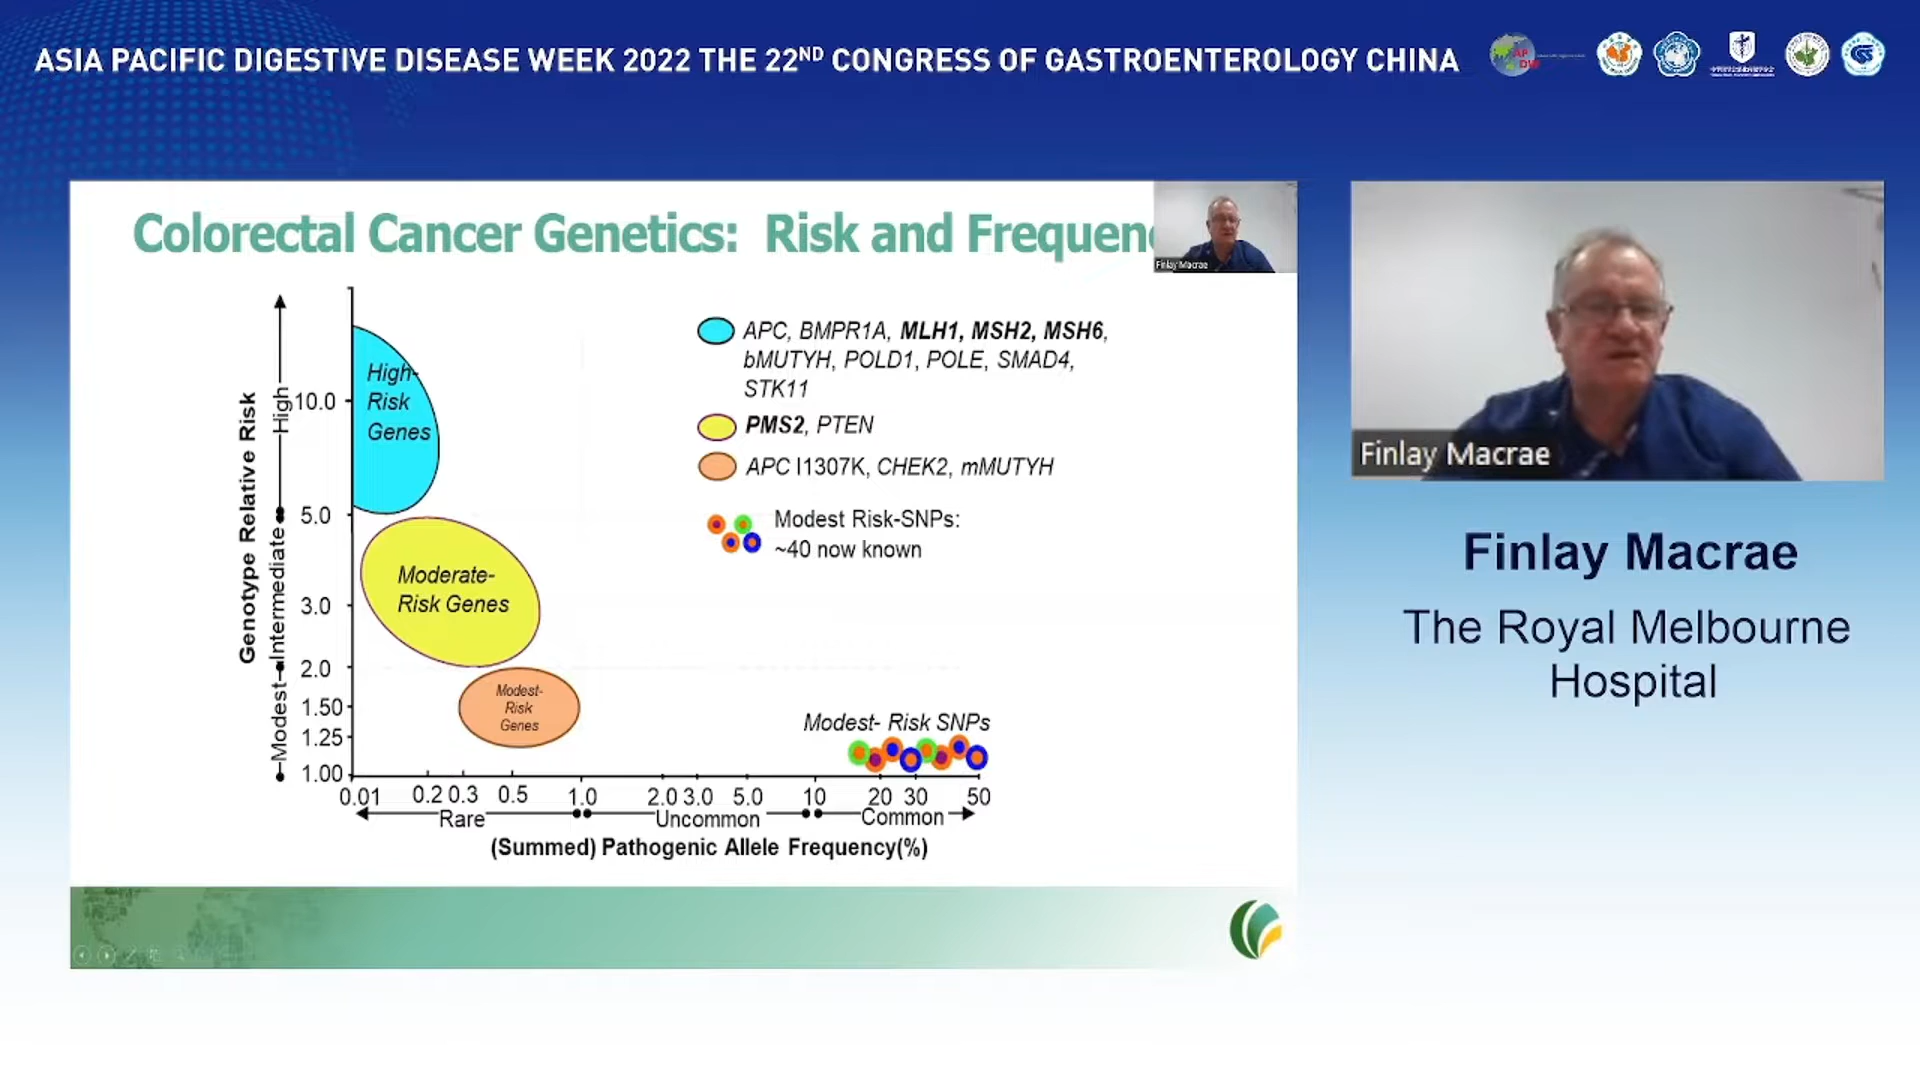 ASIA PACIFIC DIGESTIVE DISEASE WEEK 2022 THE 22ND CONGRESS OF GASTROENTEROLOGY CHINA
Colorectal Cancer Genetics: Risk and Frequenc
Finlay Macrae
Genotype Relative Risk
Modest
Intermediate
High
10.0
5.0
3.0
2.0
1.50
1.25
1.00
High-
Risk
Genes
Moderate-
Risk Genes
Modest-
Risk
Genes
APC, BMPR1A, MLH1, MSH2, MSH6,
bMUTYH, POLD1, POLE, SMAD4,
STK11
PMS2, PTEN
APC I1307K, CHEK2, mMUTYH
Modest Risk-SNPs:
~40 now known
Modest- Risk SNPs
0.01 0.2 0.3 0.5 1.0 2.0 3.0 5.0 10 20 30 50
Rare Uncommon Common
(Summed) Pathogenic Allele Frequency(%)
Finlay Macrae
Finlay Macrae
The Royal Melbourne
Hospital